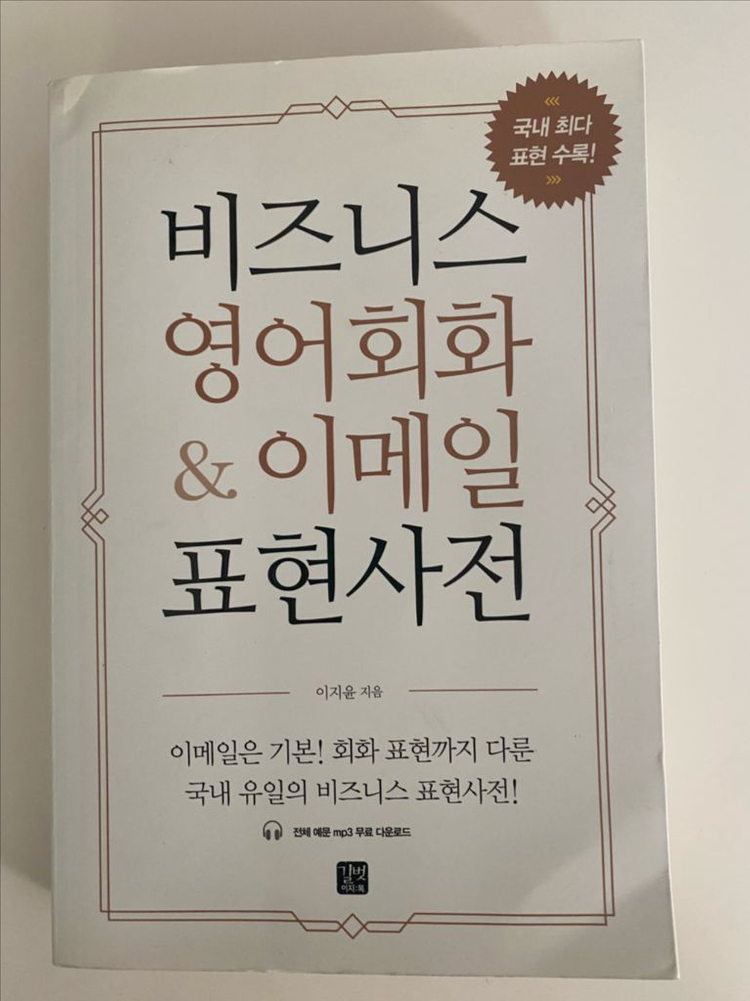 국내 최다
표현 수록!
비즈니스
영어회화
& 이메일
표현사전
이지윤 지음
이메일은 기본! 회화 표현까지 다룬
국내 유일의 비즈니스 표현사전!
전체 예문 mp3 무료 다운로드
길벗
이지:톡